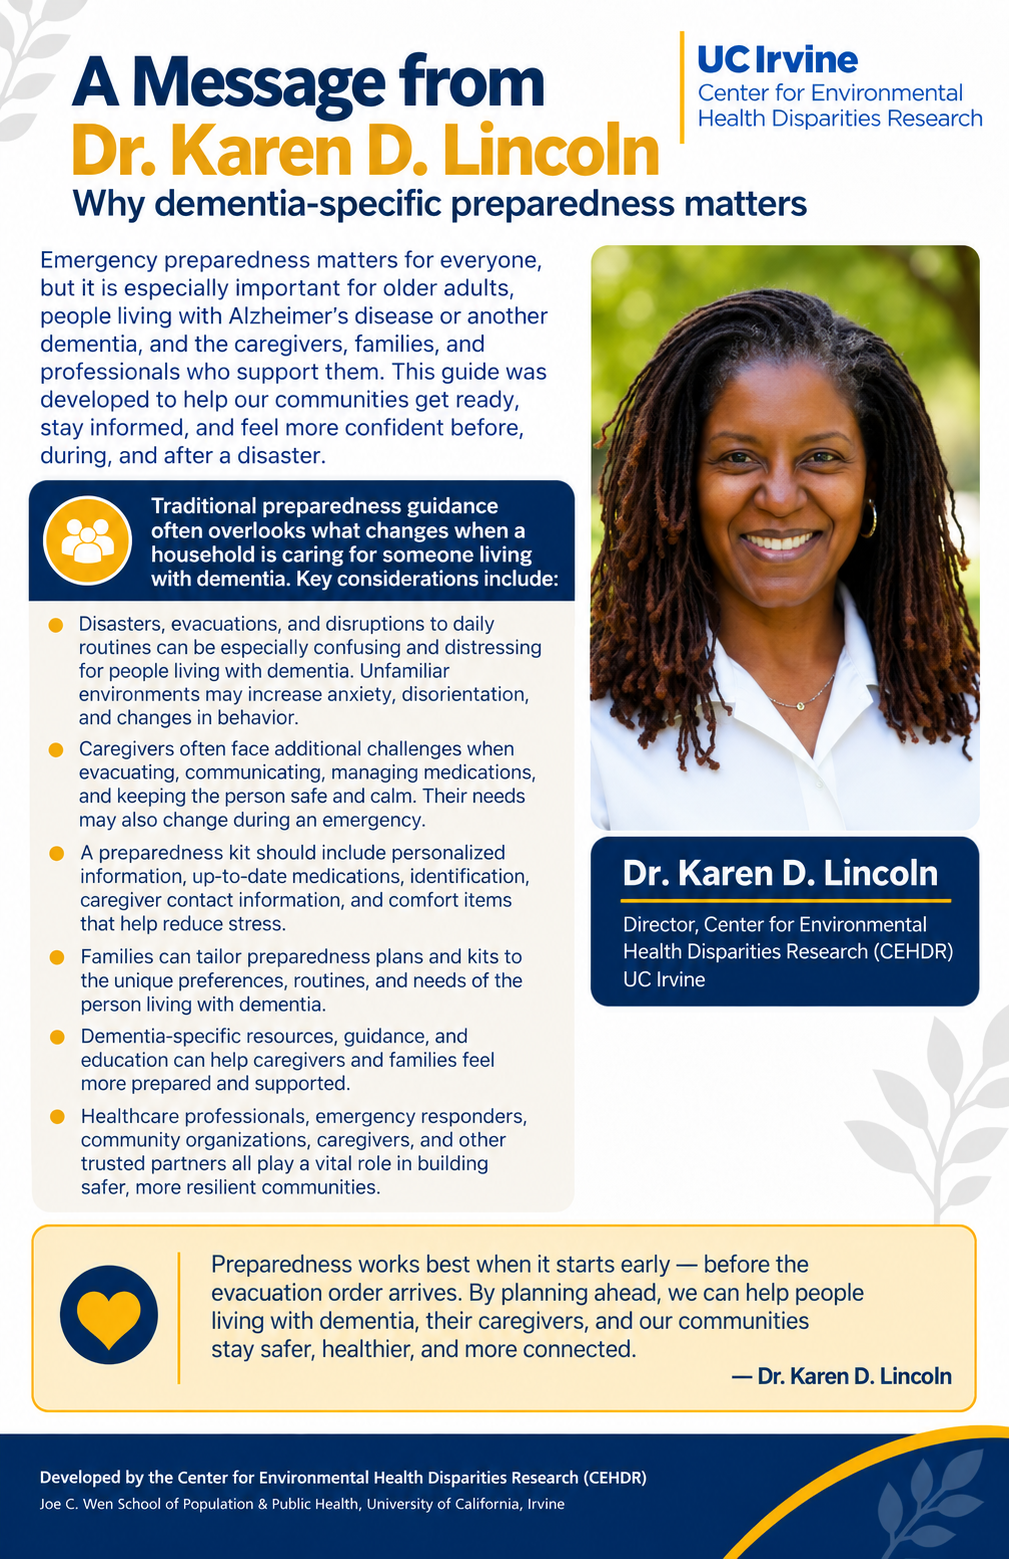 A Message from
Dr. Karen D. Lincoln
Why dementia-specific preparedness matters
UC Irvine
Center for Environmental
Health Disparities Research
Emergency preparedness matters for everyone,
but it is especially important for older adults,
people living with Alzheimer's disease or another
dementia, and the caregivers, families, and
professionals who support them. This guide was
developed to help our communities get ready,
stay informed, and feel more confident before,
during, and after a disaster.
Traditional preparedness guidance
often overlooks what changes when a
household is caring for someone living
with dementia. Key considerations include:
Disasters, evacuations, and disruptions to daily
routines can be especially confusing and distressing
for people living with dementia. Unfamiliar
environments may increase anxiety, disorientation,
and changes in behavior.
Caregivers often face additional challenges when
evacuating, communicating, managing medications,
and keeping the person safe and calm. Their needs
may also change during an emergency.
A preparedness kit should include personalized
information, up-to-date medications, identification,
caregiver contact information, and comfort items
that help reduce stress.
Families can tailor preparedness plans and kits to
the unique preferences, routines, and needs of the
person living with dementia.
Dementia-specific resources, guidance, and
education can help caregivers and families feel
more prepared and supported.
Healthcare professionals, emergency responders,
community organizations, caregivers, and other
trusted partners all play a vital role in building
safer, more resilient communities.
Dr. Karen D. Lincoln
Director, Center for Environmental
Health Disparities Research (CEHDR)
UC Irvine
Preparedness works best when it starts early — before the
evacuation order arrives. By planning ahead, we can help people
living with dementia, their caregivers, and our communities
stay safer, healthier, and more connected.
— Dr. Karen D. Lincoln
Developed by the Center for Environmental Health Disparities Research (CEHDR)
Joe C. Wen School of Population & Public Health, University of California, Irvine